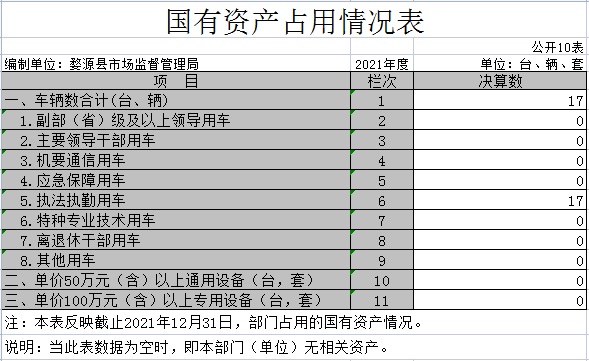 国有资产占用情况表
公开10表
编制单位：婺源县市场监督管理局 2021年度 单位：台、辆、套
项 目 栏次 决算数
一、车辆数合计(台、辆) 1 17
1.副部（省）级及以上领导用车 2 0
2.主要领导干部用车 3 0
3.机要通信用车 4 0
4.应急保障用车 5 0
5.执法执勤用车 6 17
6.特种专业技术用车 7 0
7.离退休干部用车 8 0
8.其他用车 9 0
二、单价50万元（含）以上通用设备（台，套） 10 0
三、单价100万元（含）以上专用设备（台，套） 11 0
注：本表反映截止2021年12月31日，部门占用的国有资产情况。
说明：当此表数据为空时，即本部门（单位）无相关资产。